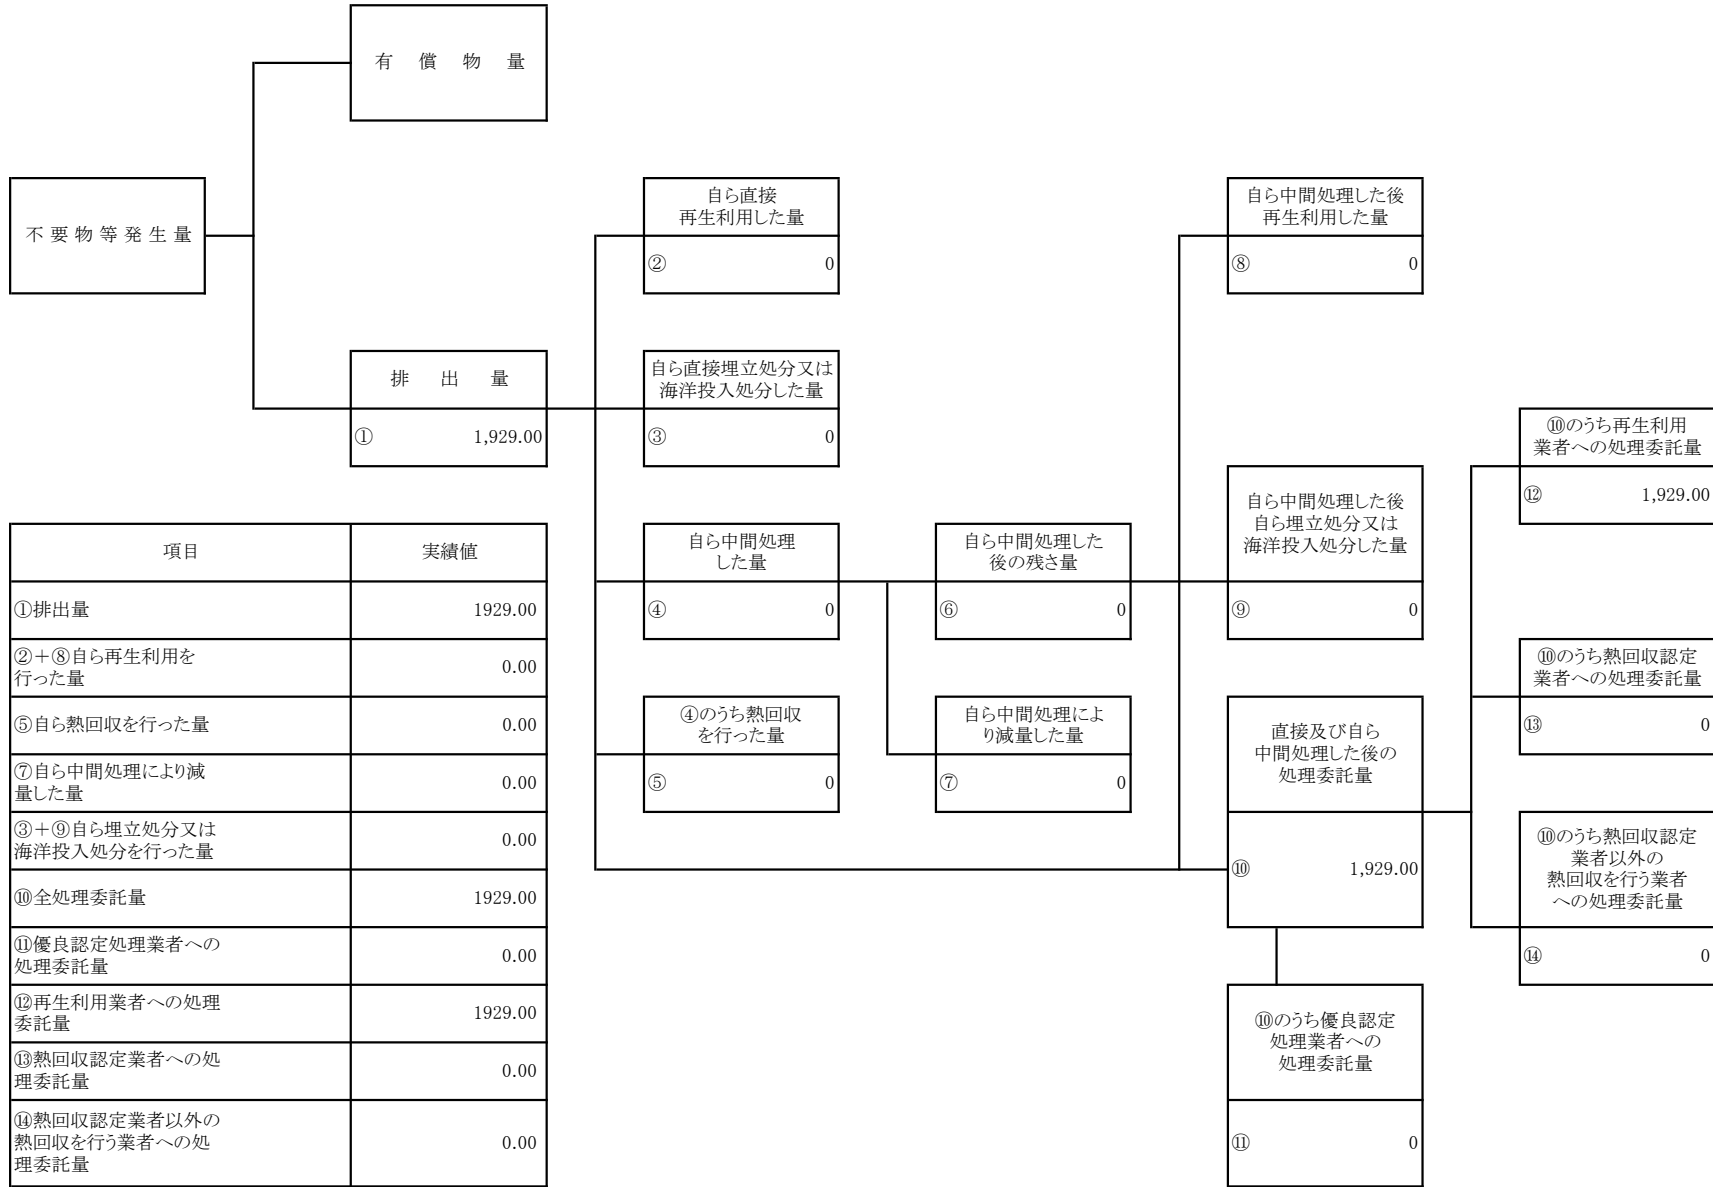 有　償　物　量
不 要 物 等 発 生 量
自ら直接
再生利用した量
② 0
自ら中間処理した後
再生利用した量
⑧ 0
排　出　量
① 1,929.00
自ら直接埋立処分又は
海洋投入処分した量
③ 0
⑩のうち再生利用
業者への処理委託量
⑫ 1,929.00
自ら中間処理
した量
④ 0
自ら中間処理した
後の残さ量
⑥ 0
自ら中間処理した後
自ら埋立処分又は
海洋投入処分した量
⑨ 0
⑩のうち熱回収認定
業者への処理委託量
⑬ 0
④のうち熱回収
を行った量
⑤ 0
自ら中間処理によ
り減量した量
⑦ 0
直接及び自ら
中間処理した後の
処理委託量
⑩ 1,929.00
⑩のうち熱回収認定
業者以外の
熱回収を行う業者
への処理委託量
⑭ 0
⑩のうち優良認定
処理業者への
処理委託量
⑪ 0
項目 実績値
①排出量 1929.00
②＋⑧自ら再生利用を
行った量 0.00
⑤自ら熱回収を行った量 0.00
⑦自ら中間処理により減
量した量 0.00
③＋⑨自ら埋立処分又は
海洋投入処分を行った量 0.00
⑩全処理委託量 1929.00
⑪優良認定処理業者への
処理委託量 0.00
⑫再生利用業者への処理
委託量 1929.00
⑬熱回収認定業者への処
理委託量 0.00
⑭熱回収認定業者以外の
熱回収を行う業者への処
理委託量 0.00